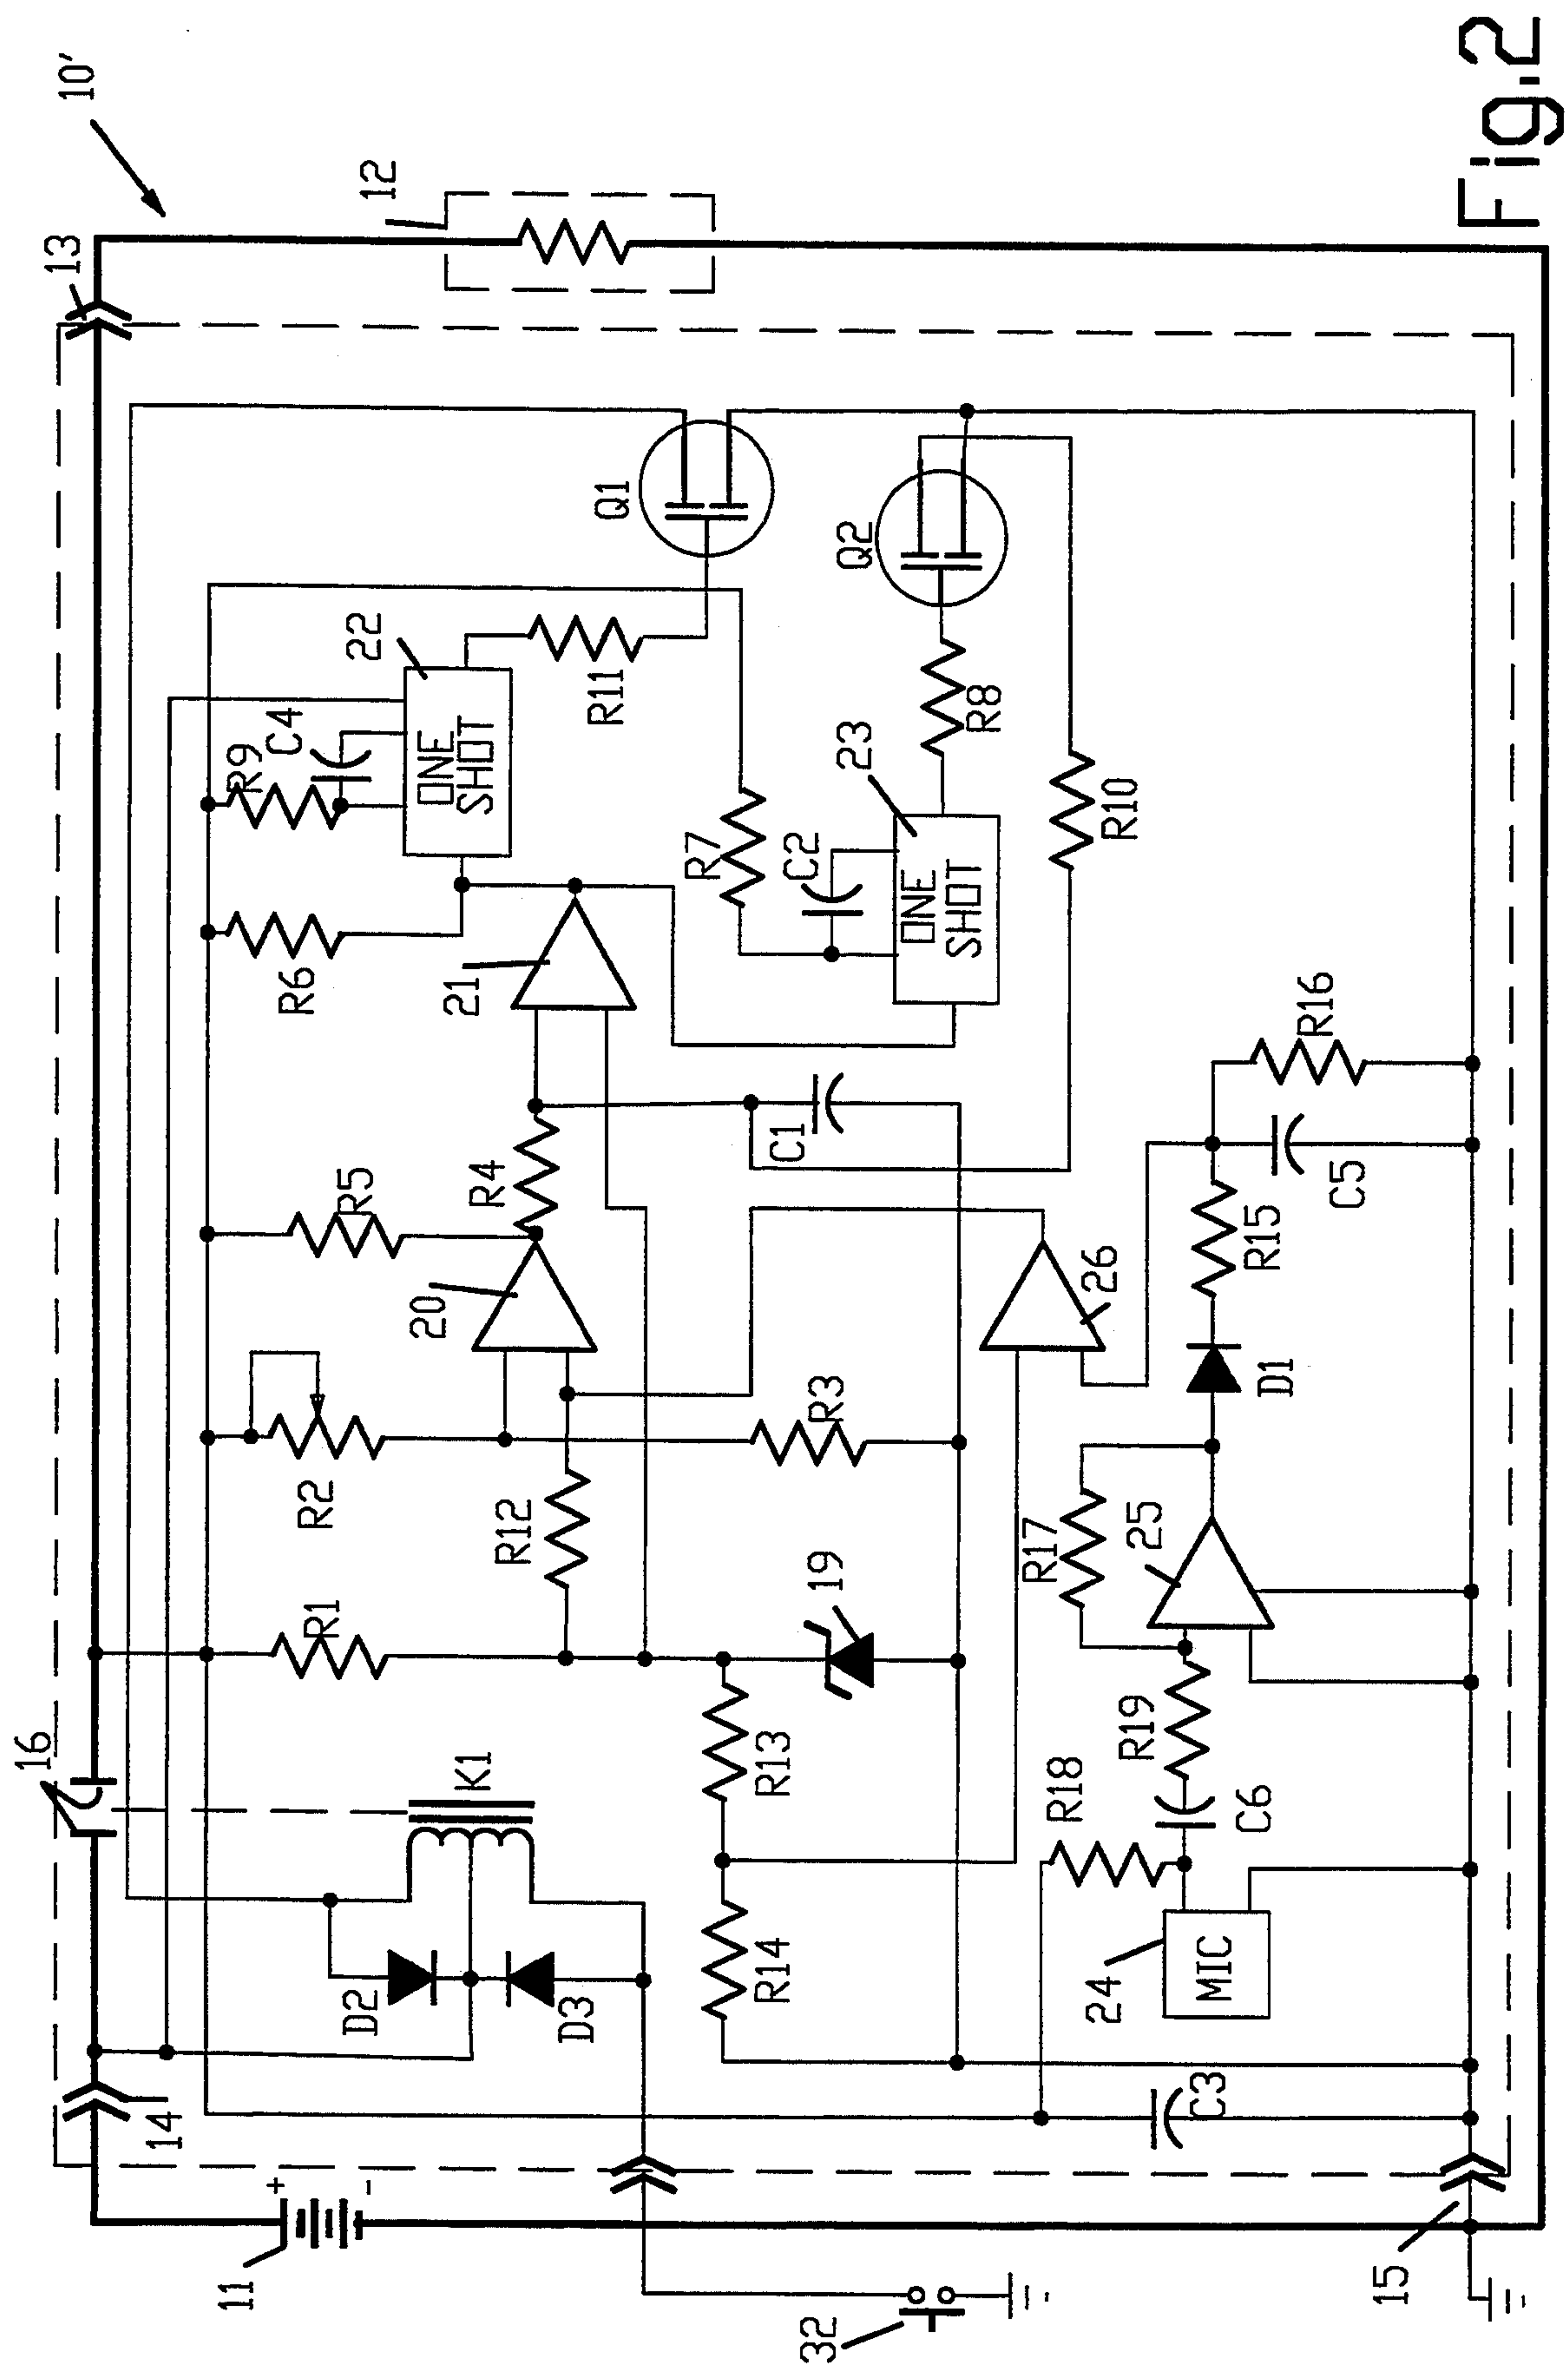 10'
13
12
Q1
Q2
22
R11
R9
C4
ONE
SHOT
23
R8
R7
C2
ONE
SHOT
R10
R6
21
R16
R5
R4
C1
C5
20
26
R15
R2
R3
D1
R12
R17
25
R1
19
16
K1
R13
R19
R18
C6
D2
D3
R14
24
MIC
14
C3
11
+
-
32
15
Fig.2